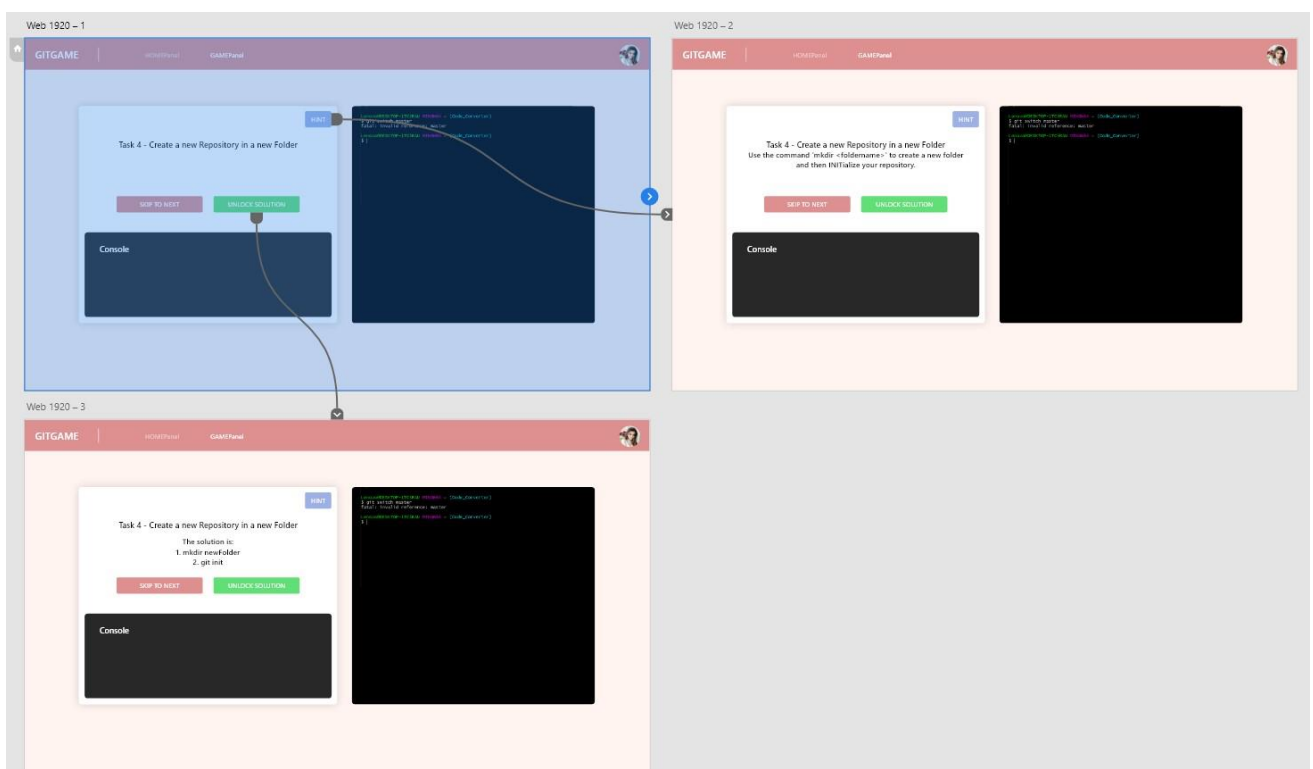 Web 1920 – 1
GITGAME
HOMEPanel
GAMEPanel
HINT
Task 4 - Create a new Repository in a new Folder
SKIP TO NEXT
UNLOCK SOLUTION
Console
$ git switch master
fatal: invalid reference: master
$
Web 1920 – 2
GITGAME
HOMEPanel
GAMEPanel
HINT
Task 4 - Create a new Repository in a new Folder
Use the command `mkdir <foldername>` to create a new folder
and then INITialize your repository.
SKIP TO NEXT
UNLOCK SOLUTION
Console
$ git switch master
fatal: invalid reference: master
$
Web 1920 – 3
GITGAME
HOMEPanel
GAMEPanel
HINT
Task 4 - Create a new Repository in a new Folder
The solution is:
1. mkdir newFolder
2. git init
SKIP TO NEXT
UNLOCK SOLUTION
Console
$ git switch master
fatal: invalid reference: master
$